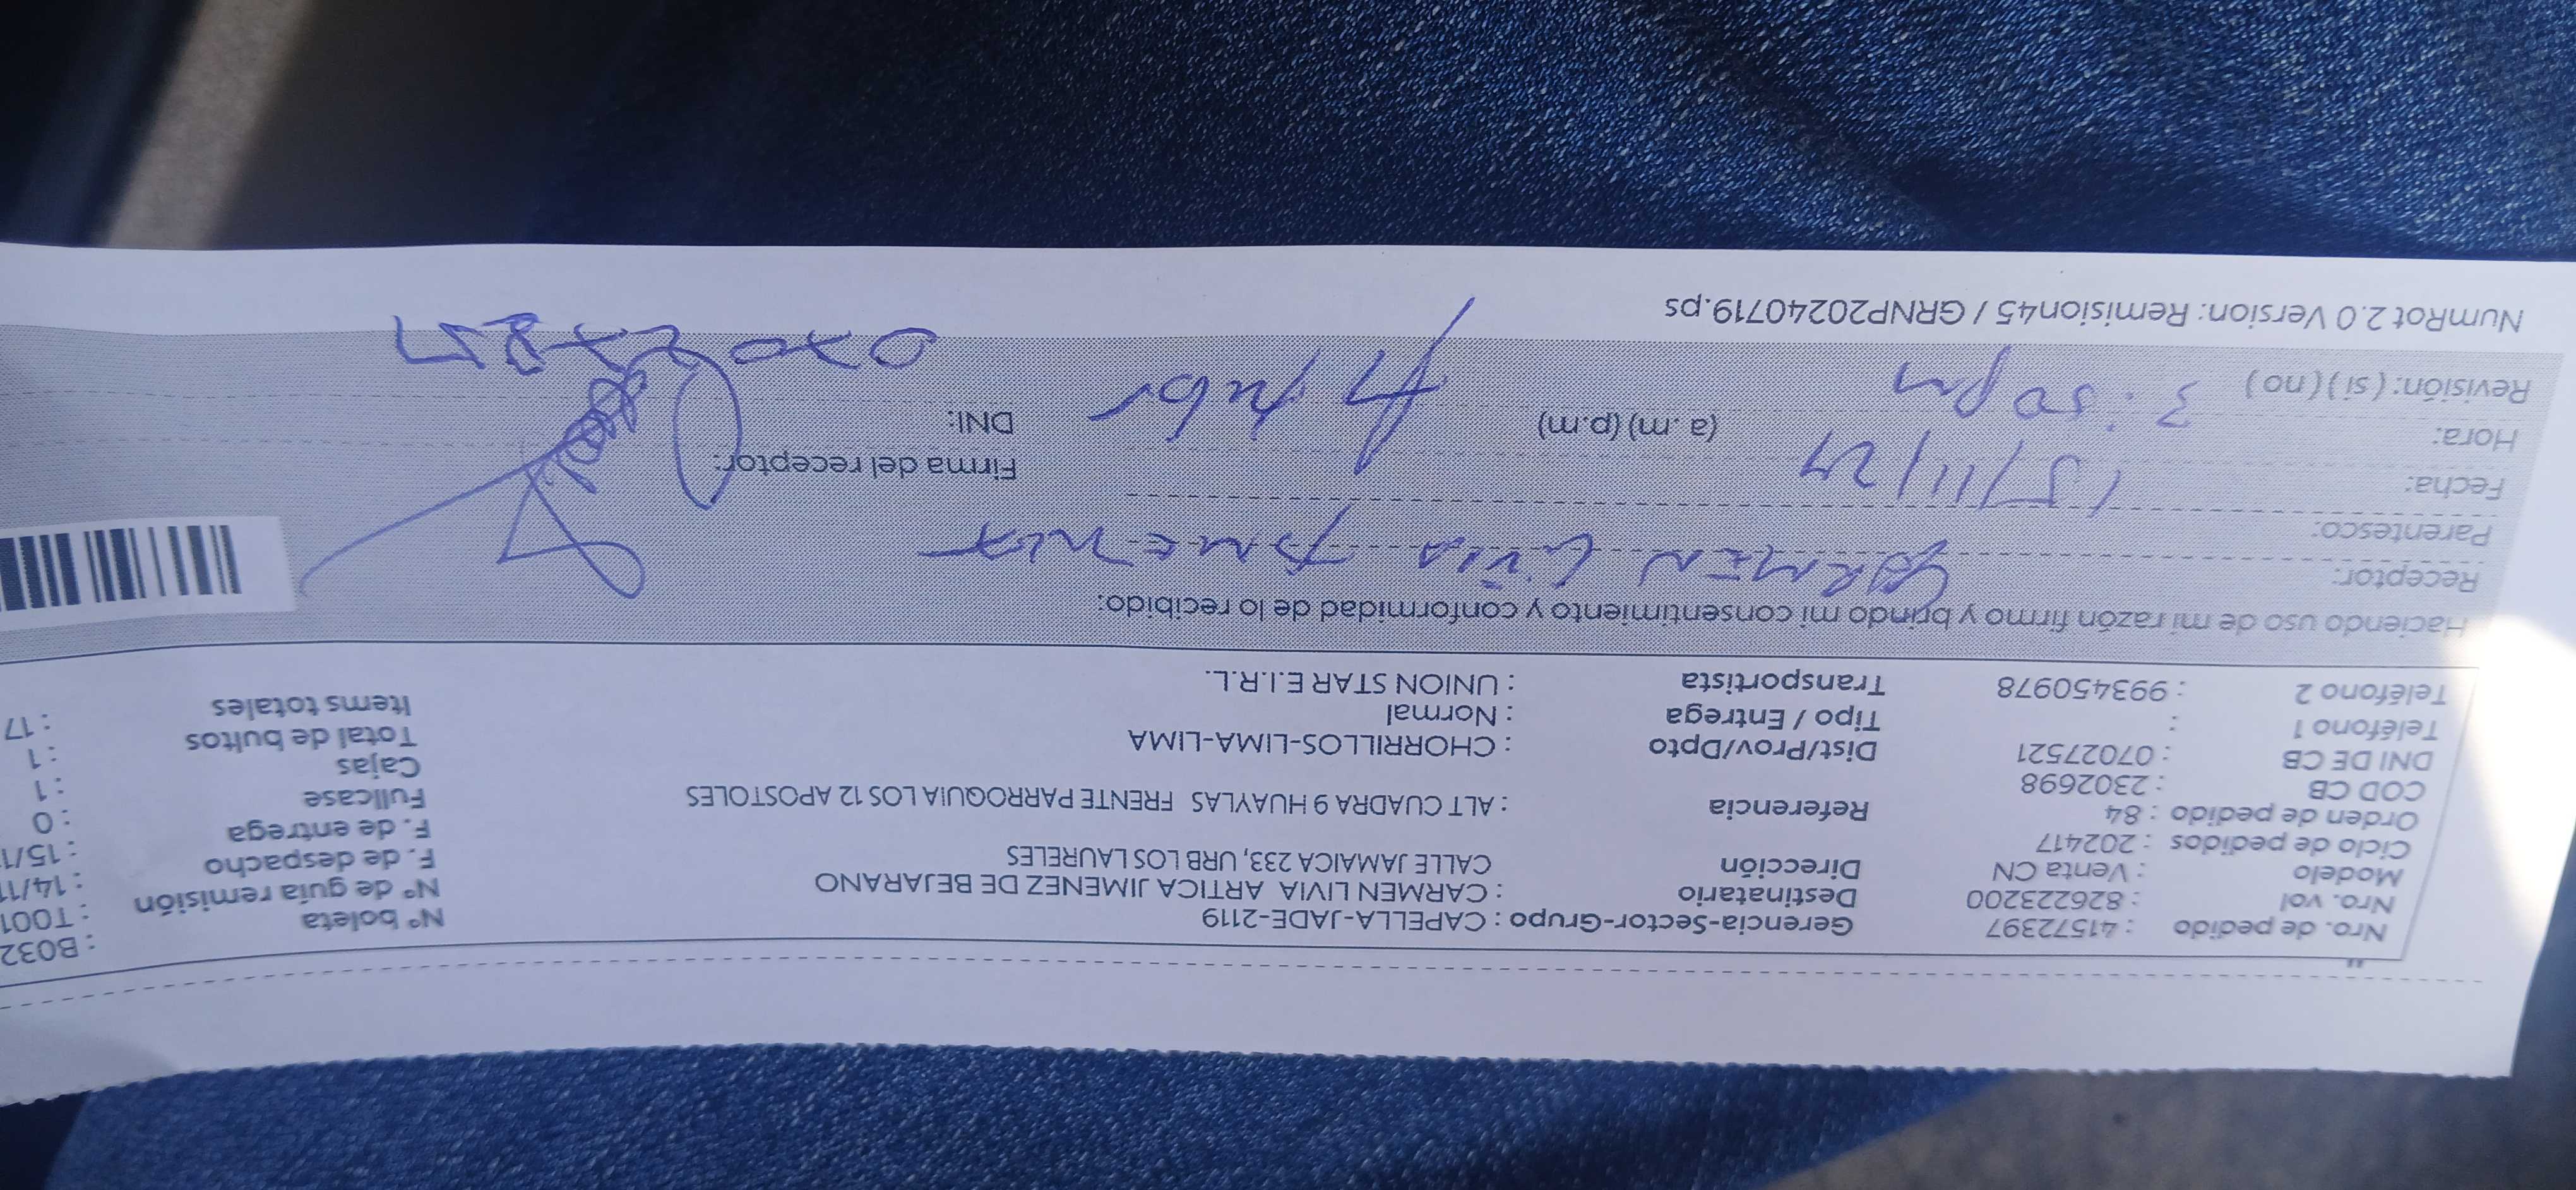 Nro. de pedido : 41572397 Gerencia-Sector-Grupo : CAPELLA-JADE-2119 N° boleta : B032
Nro. vol : 826223200 Destinatario : CARMEN LIVIA ARTICA JIMENEZ DE BEJARANO N° de guía remisión : T001
Modelo : Venta CN Dirección CALLE JAMAICA 233, URB LOS LAURELES F. de despacho : 14/11
Ciclo de pedidos : 202417 F. de entrega : 15/1
Orden de pedido : 84 Referencia : ALT CUADRA 9 HUAYLAS FRENTE PARROQUIA LOS 12 APOSTOLES Fullcase : 0
COD CB : 2302698 Cajas : 1
DNI DE CB : 07027521 Dist/Prov/Dpto : CHORRILLOS-LIMA-LIMA Total de bultos : 1
Teléfono 1 : Tipo / Entrega : Normal Items totales : 17
Teléfono 2 : 993450978 Transportista : UNION STAR E.I.R.L.
Haciendo uso de mi razón firmo y brindo mi consentimiento y conformidad de lo recibido:
Receptor: CARMEN Livia
Parentesco:
Fecha: 15/11/24 Firma del receptor:
Hora: 3:50 pm (a.m) (p.m) DNI:
Revisión: (si) (no)
NumRot 2.0 Version: Remision45 / GRNP20240719.ps